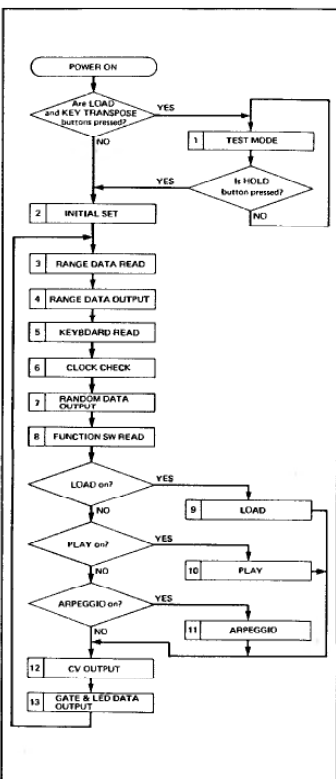 POWER ON
Are LOAD
and KEY TRANSPOSE
buttons pressed?
YES
NO
1 TEST MODE
Is HOLD
button pressed?
YES
NO
2 INITIAL SET
3 RANGE DATA READ
4 RANGE DATA OUTPUT
5 KEYBOARD READ
6 CLOCK CHECK
7 RANDOM DATA
OUTPUT
8 FUNCTION SW READ
LOAD on?
YES
NO
9 LOAD
PLAY on?
YES
NO
10 PLAY
ARPEGGIO on?
YES
NO
11 ARPEGGIO
12 CV OUTPUT
13 GATE & LED DATA
OUTPUT